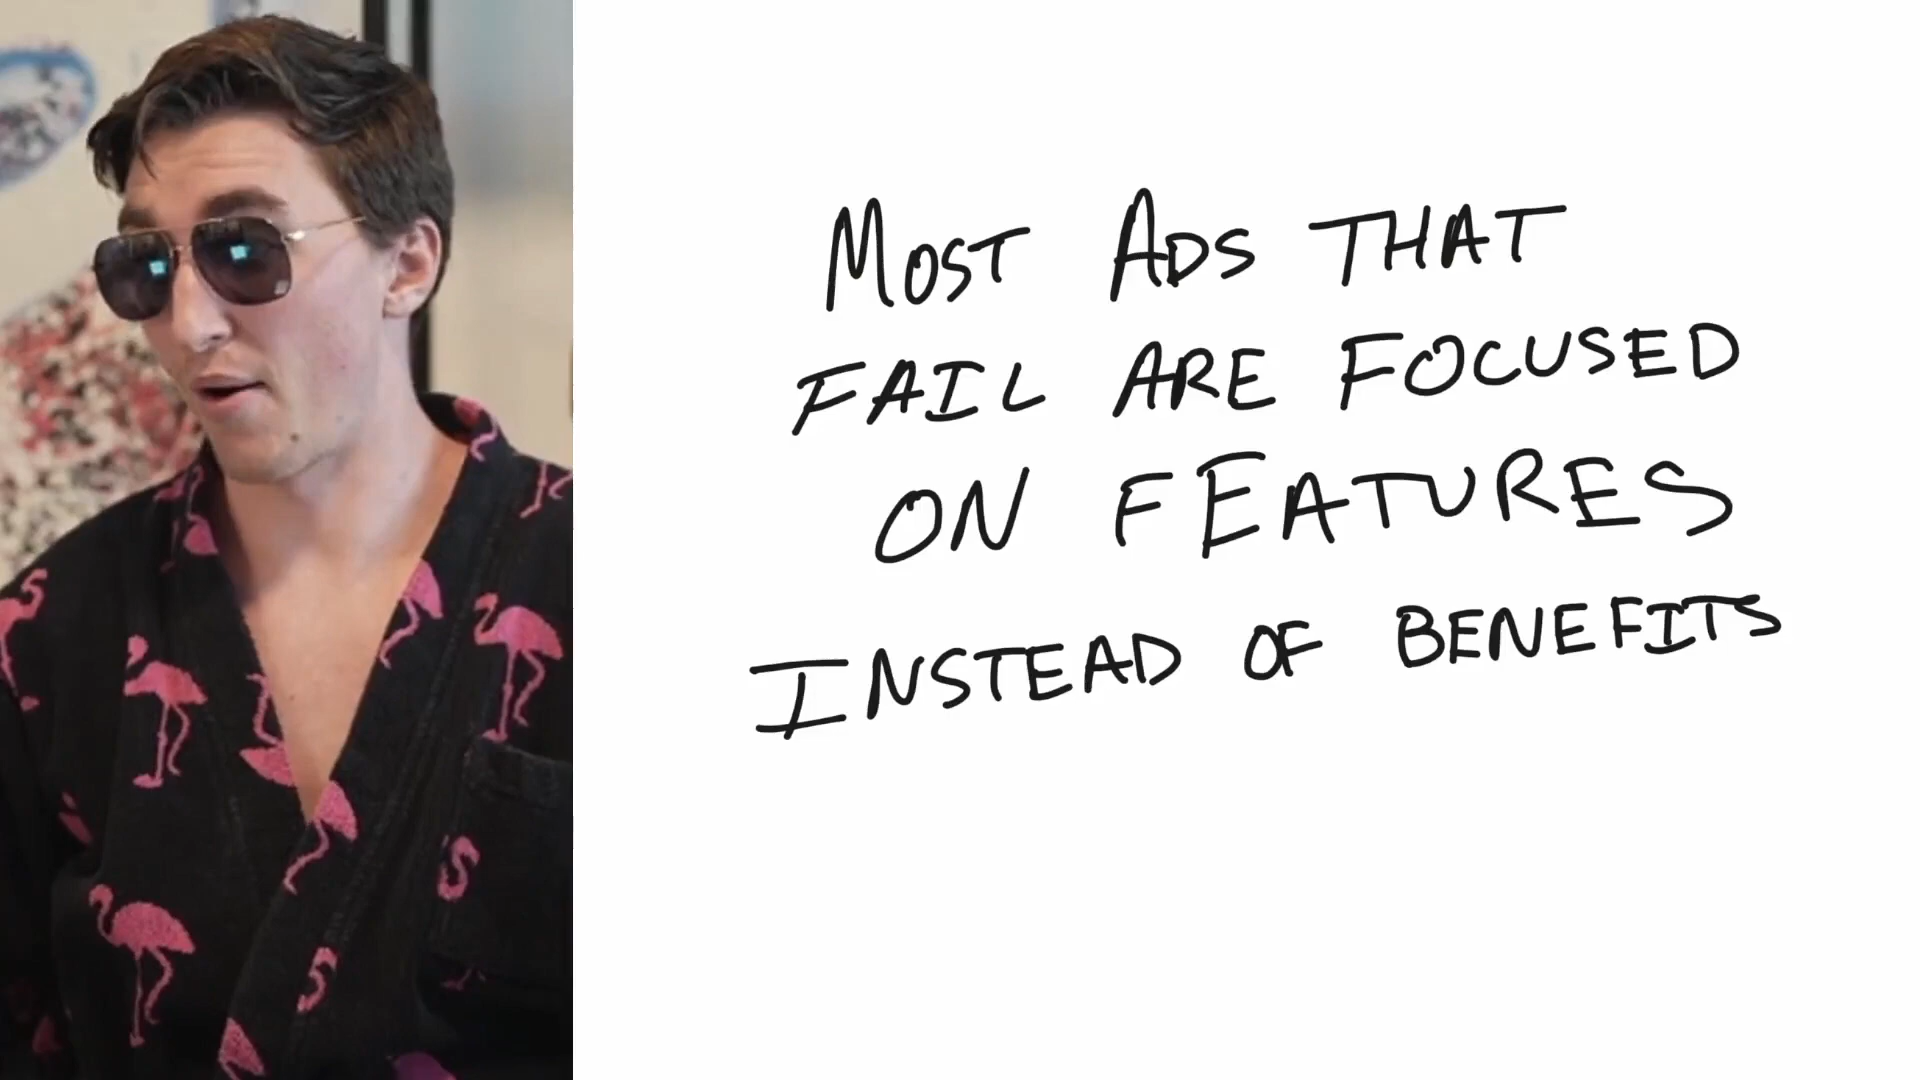 MOST ADS THAT
FAIL ARE FOCUSED
ON FEATURES
INSTEAD OF BENEFITS